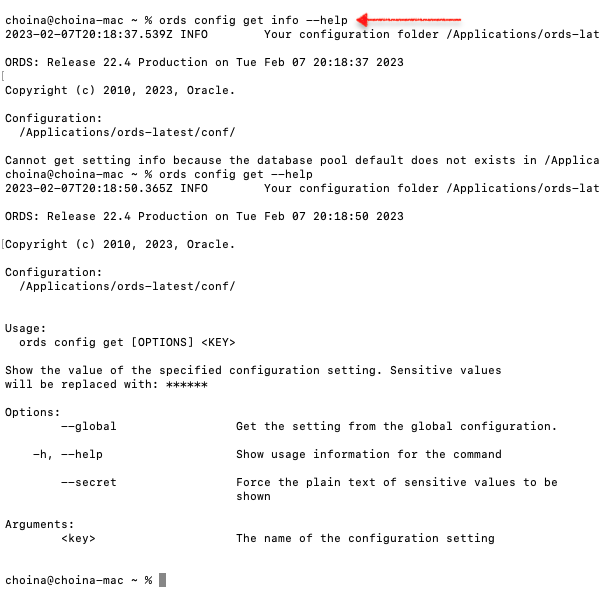 choina@choina-mac ~ % ords config get info --help
2023-02-07T20:18:37.539Z INFO        Your configuration folder /Applications/ords-lat

ORDS: Release 22.4 Production on Tue Feb 07 20:18:37 2023

Copyright (c) 2010, 2023, Oracle.

Configuration:
  /Applications/ords-latest/conf/

Cannot get setting info because the database pool default does not exists in /Applica
choina@choina-mac ~ % ords config get --help
2023-02-07T20:18:50.365Z INFO        Your configuration folder /Applications/ords-lat

ORDS: Release 22.4 Production on Tue Feb 07 20:18:50 2023

Copyright (c) 2010, 2023, Oracle.

Configuration:
  /Applications/ords-latest/conf/


Usage:
  ords config get [OPTIONS] <KEY>

Show the value of the specified configuration setting. Sensitive values
will be replaced with: ******

Options:
        --global                 Get the setting from the global configuration.

    -h, --help                   Show usage information for the command

        --secret                 Force the plain text of sensitive values to be
                                 shown

Arguments:
        <key>                    The name of the configuration setting


choina@choina-mac ~ %